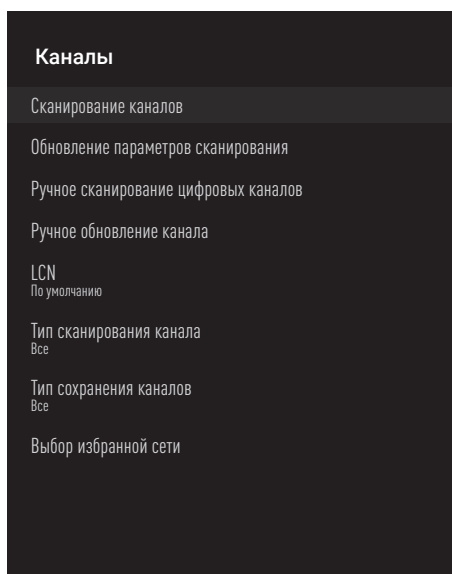 Каналы
Сканирование каналов
Обновление параметров сканирования
Ручное сканирование цифровых каналов
Ручное обновление канала
LCN
По умолчанию
Тип сканирования канала
Все
Тип сохранения каналов
Все
Выбор избранной сети